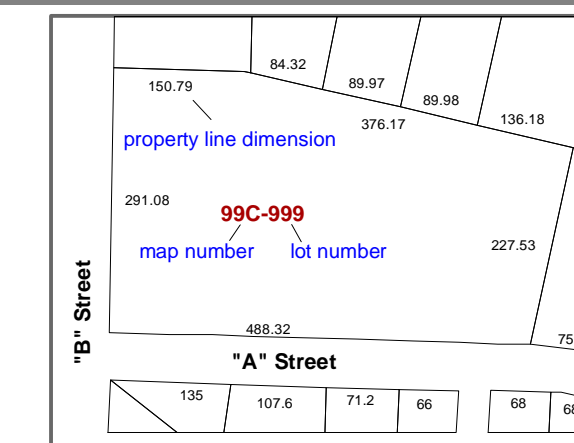 84.32
150.79
89.97
89.98
136.18
376.17
property line dimension
291.08
99C-999
map number
lot number
227.53
"B" Street
488.32
75
"A" Street
135
107.6
71.2
66
68
68